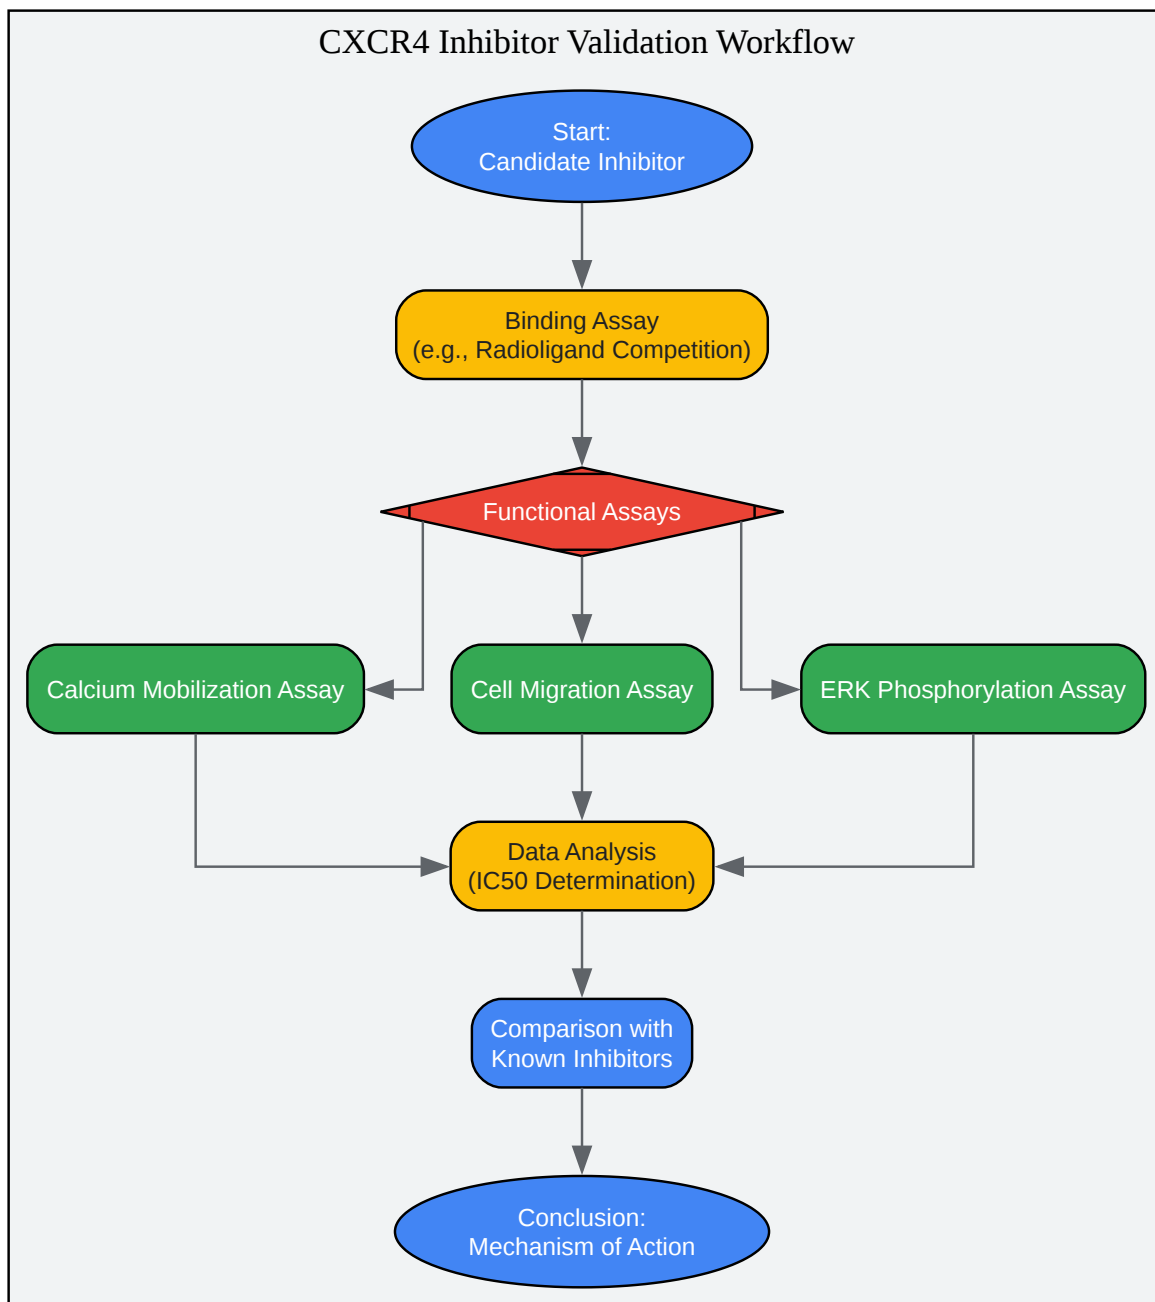 CXCR4 Inhibitor Validation Workflow
Start:
Candidate Inhibitor
Binding Assay
(e.g., Radioligand Competition)
Functional Assays
Calcium Mobilization Assay
Cell Migration Assay
ERK Phosphorylation Assay
Data Analysis
(IC50 Determination)
Comparison with
Known Inhibitors
Conclusion:
Mechanism of Action